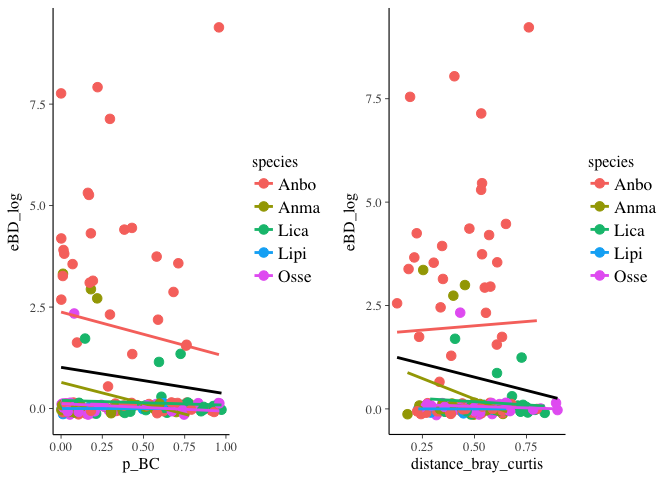 eBD_log
7.5
5.0
2.5
0.0
0.00
0.25
0.50
0.75
1.00
p_BC
species
Anbo
Anma
Lica
Lipi
Osse
eBD_log
7.5
5.0
2.5
0.0
0.25
0.50
0.75
distance_bray_curtis
species
Anbo
Anma
Lica
Lipi
Osse